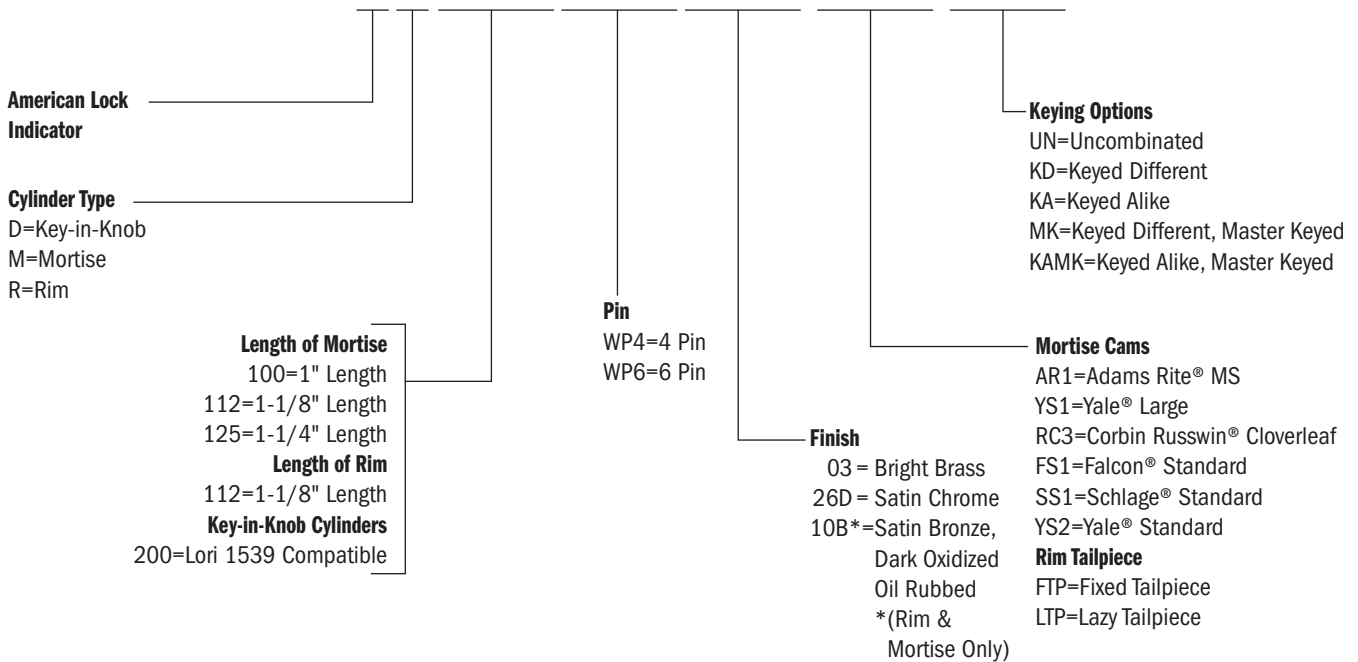 American Lock
Indicator
Cylinder Type
D=Key-in-Knob
M=Mortise
R=Rim
Length of Mortise
100=1" Length
112=1-1/8" Length
125=1-1/4" Length
Length of Rim
112=1-1/8" Length
Key-in-Knob Cylinders
200=Lori 1539 Compatible
Pin
WP4=4 Pin
WP6=6 Pin
Finish
03 = Bright Brass
26D = Satin Chrome
10B*=Satin Bronze,
Dark Oxidized
Oil Rubbed
*(Rim &
Mortise Only)
Keying Options
UN=Uncombinated
KD=Keyed Different
KA=Keyed Alike
MK=Keyed Different, Master Keyed
KAMK=Keyed Alike, Master Keyed
Mortise Cams
AR1=Adams Rite® MS
YS1=Yale® Large
RC3=Corbin Russwin® Cloverleaf
FS1=Falcon® Standard
SS1=Schlage® Standard
YS2=Yale® Standard
Rim Tailpiece
FTP=Fixed Tailpiece
LTP=Lazy Tailpiece